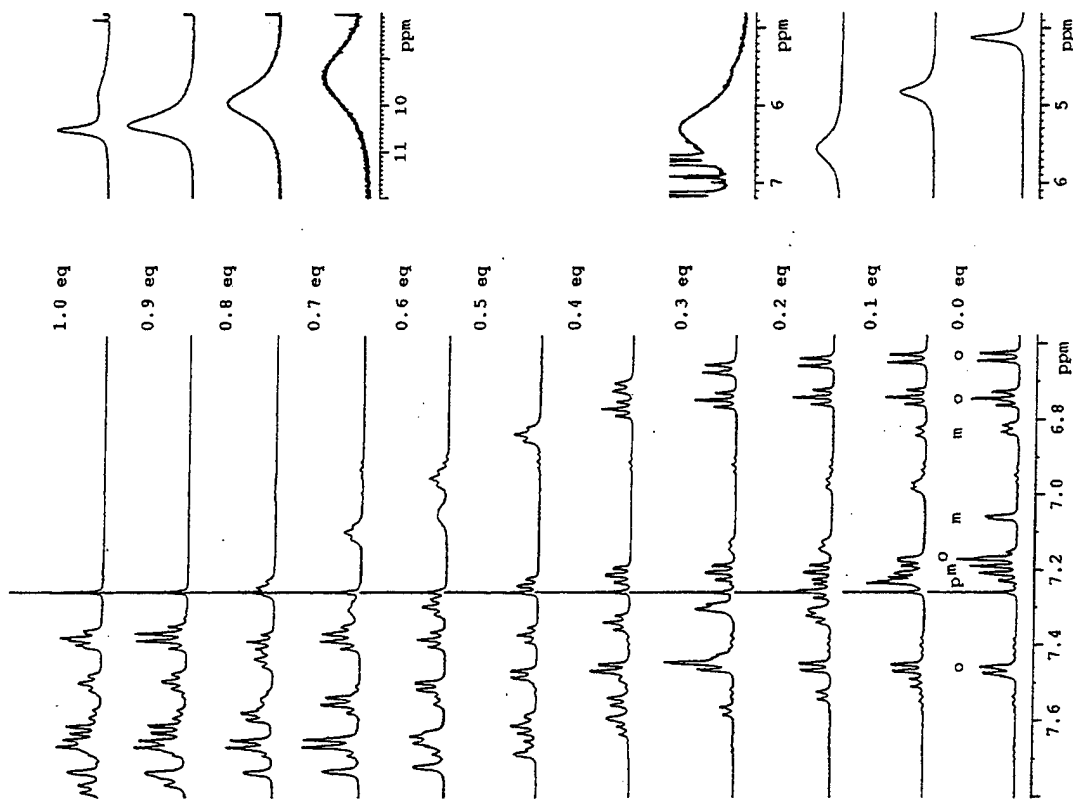 1.0 eq
0.9 eq
0.8 eq
0.7 eq
0.6 eq
0.5 eq
0.4 eq
0.3 eq
0.2 eq
0.1 eq
0.0 eq
o p m o m m o o
7.6 7.4 7.2 7.0 6.8 ppm
11 10 ppm
7 6 ppm
6 5 ppm